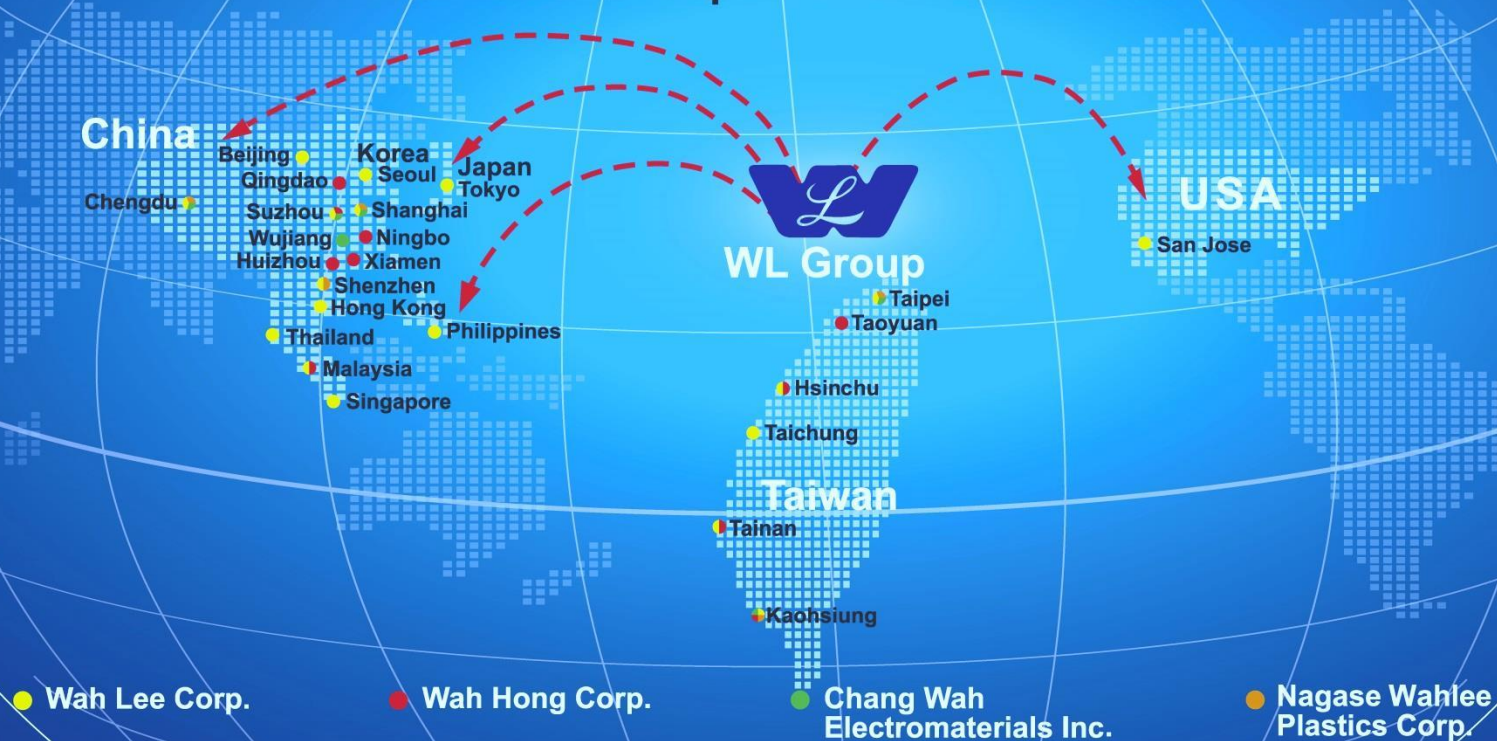 China
Beijing
Korea
Seoul
Japan
Tokyo
Qingdao
Chengdu
Suzhou
Shanghai
Wujiang
Ningbo
Huizhou
Xiamen
Shenzhen
Hong Kong
Thailand
Philippines
Malaysia
Singapore
WL
WL Group
USA
San Jose
Taipei
Taoyuan
Hsinchu
Taichung
Taiwan
Tainan
Kaohsiung
Wah Lee Corp.
Wah Hong Corp.
Chang Wah
Electromaterials Inc.
Nagase Wahlee
Plastics Corp.